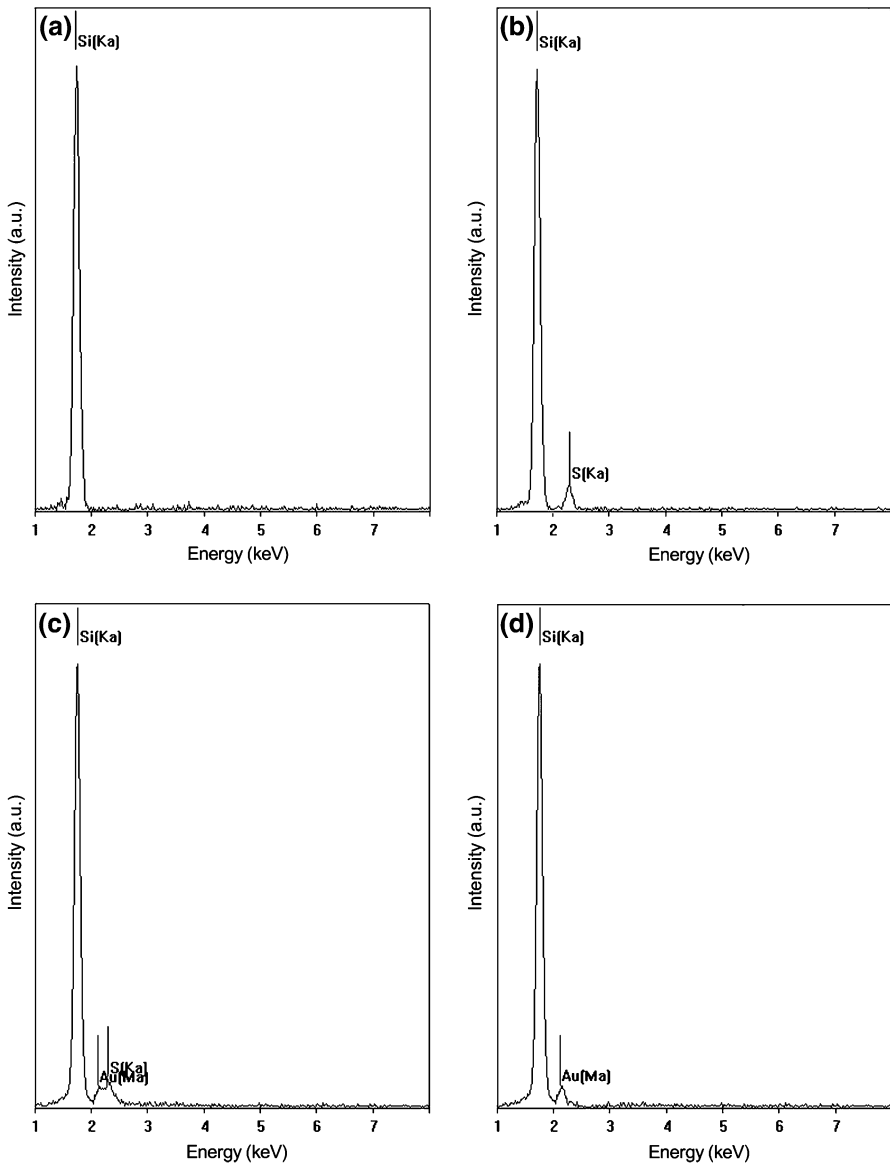 (a)
Si(Ka)
Intensity (a.u.)
1 2 3 4 5 6 7
Energy (keV)
(b)
Si(Ka)
S(Ka)
Intensity (a.u.)
1 2 3 4 5 6 7
Energy (keV)
(c)
Si(Ka)
S(Ka)
Au(Ma)
Intensity (a.u.)
1 2 3 4 5 6 7
Energy (keV)
(d)
Si(Ka)
Au(Ma)
Intensity (a.u.)
1 2 3 4 5 6 7
Energy (keV)